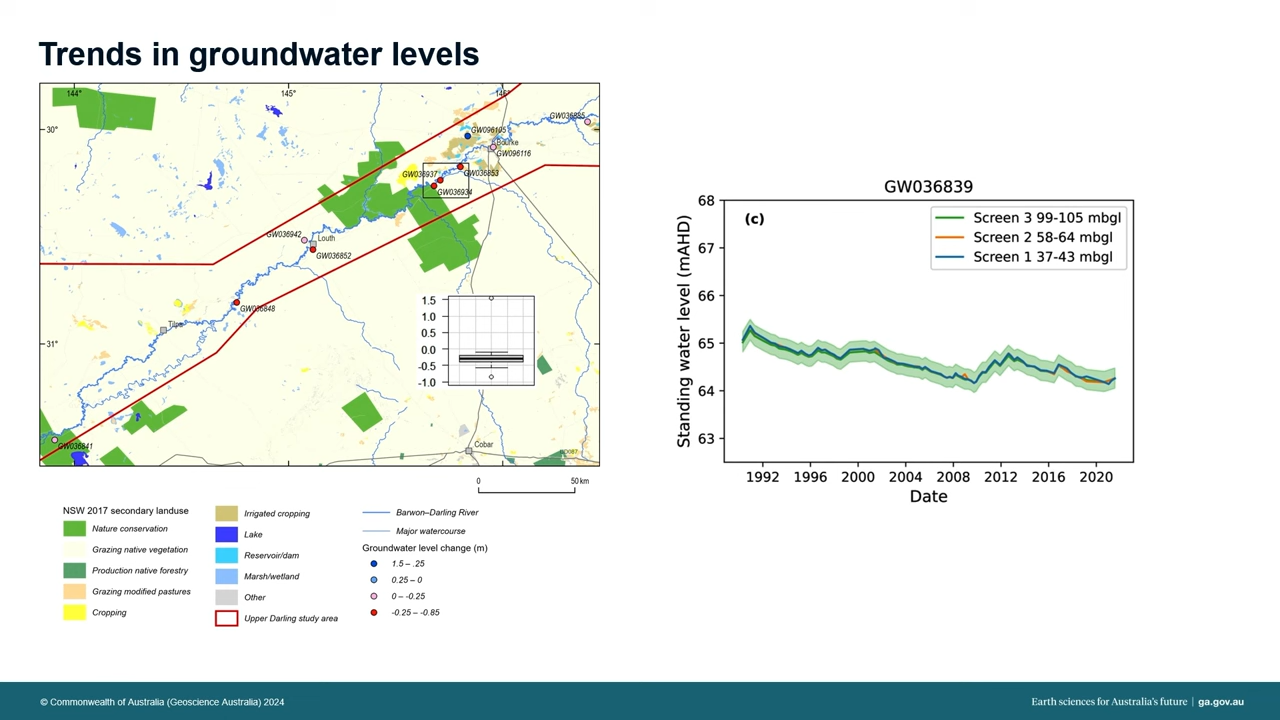 Trends in groundwater levels
144°
145°
146°
30°
31°
GW036885
GW096105
Bourke
GW096116
GW036937
GW036853
GW036934
GW036942
Louth
GW036852
GW036848
Tilpa
GW036841
Cobar
1.5
1.0
0.5
0.0
-0.5
-1.0
0 50 km
NSW 2017 secondary landuse
Nature conservation
Grazing native vegetation
Production native forestry
Grazing modified pastures
Cropping
Irrigated cropping
Lake
Reservoir/dam
Marsh/wetland
Other
Upper Darling study area
Barwon–Darling River
Major watercourse
Groundwater level change (m)
1.5 – .25
0.25 – 0
0 – -0.25
-0.25 – -0.85
GW036839
(c)
Screen 3 99-105 mbgl
Screen 2 58-64 mbgl
Screen 1 37-43 mbgl
Standing water level (mAHD)
68
67
66
65
64
63
1992 1996 2000 2004 2008 2012 2016 2020
Date
© Commonwealth of Australia (Geoscience Australia) 2024
Earth sciences for Australia's future | ga.gov.au